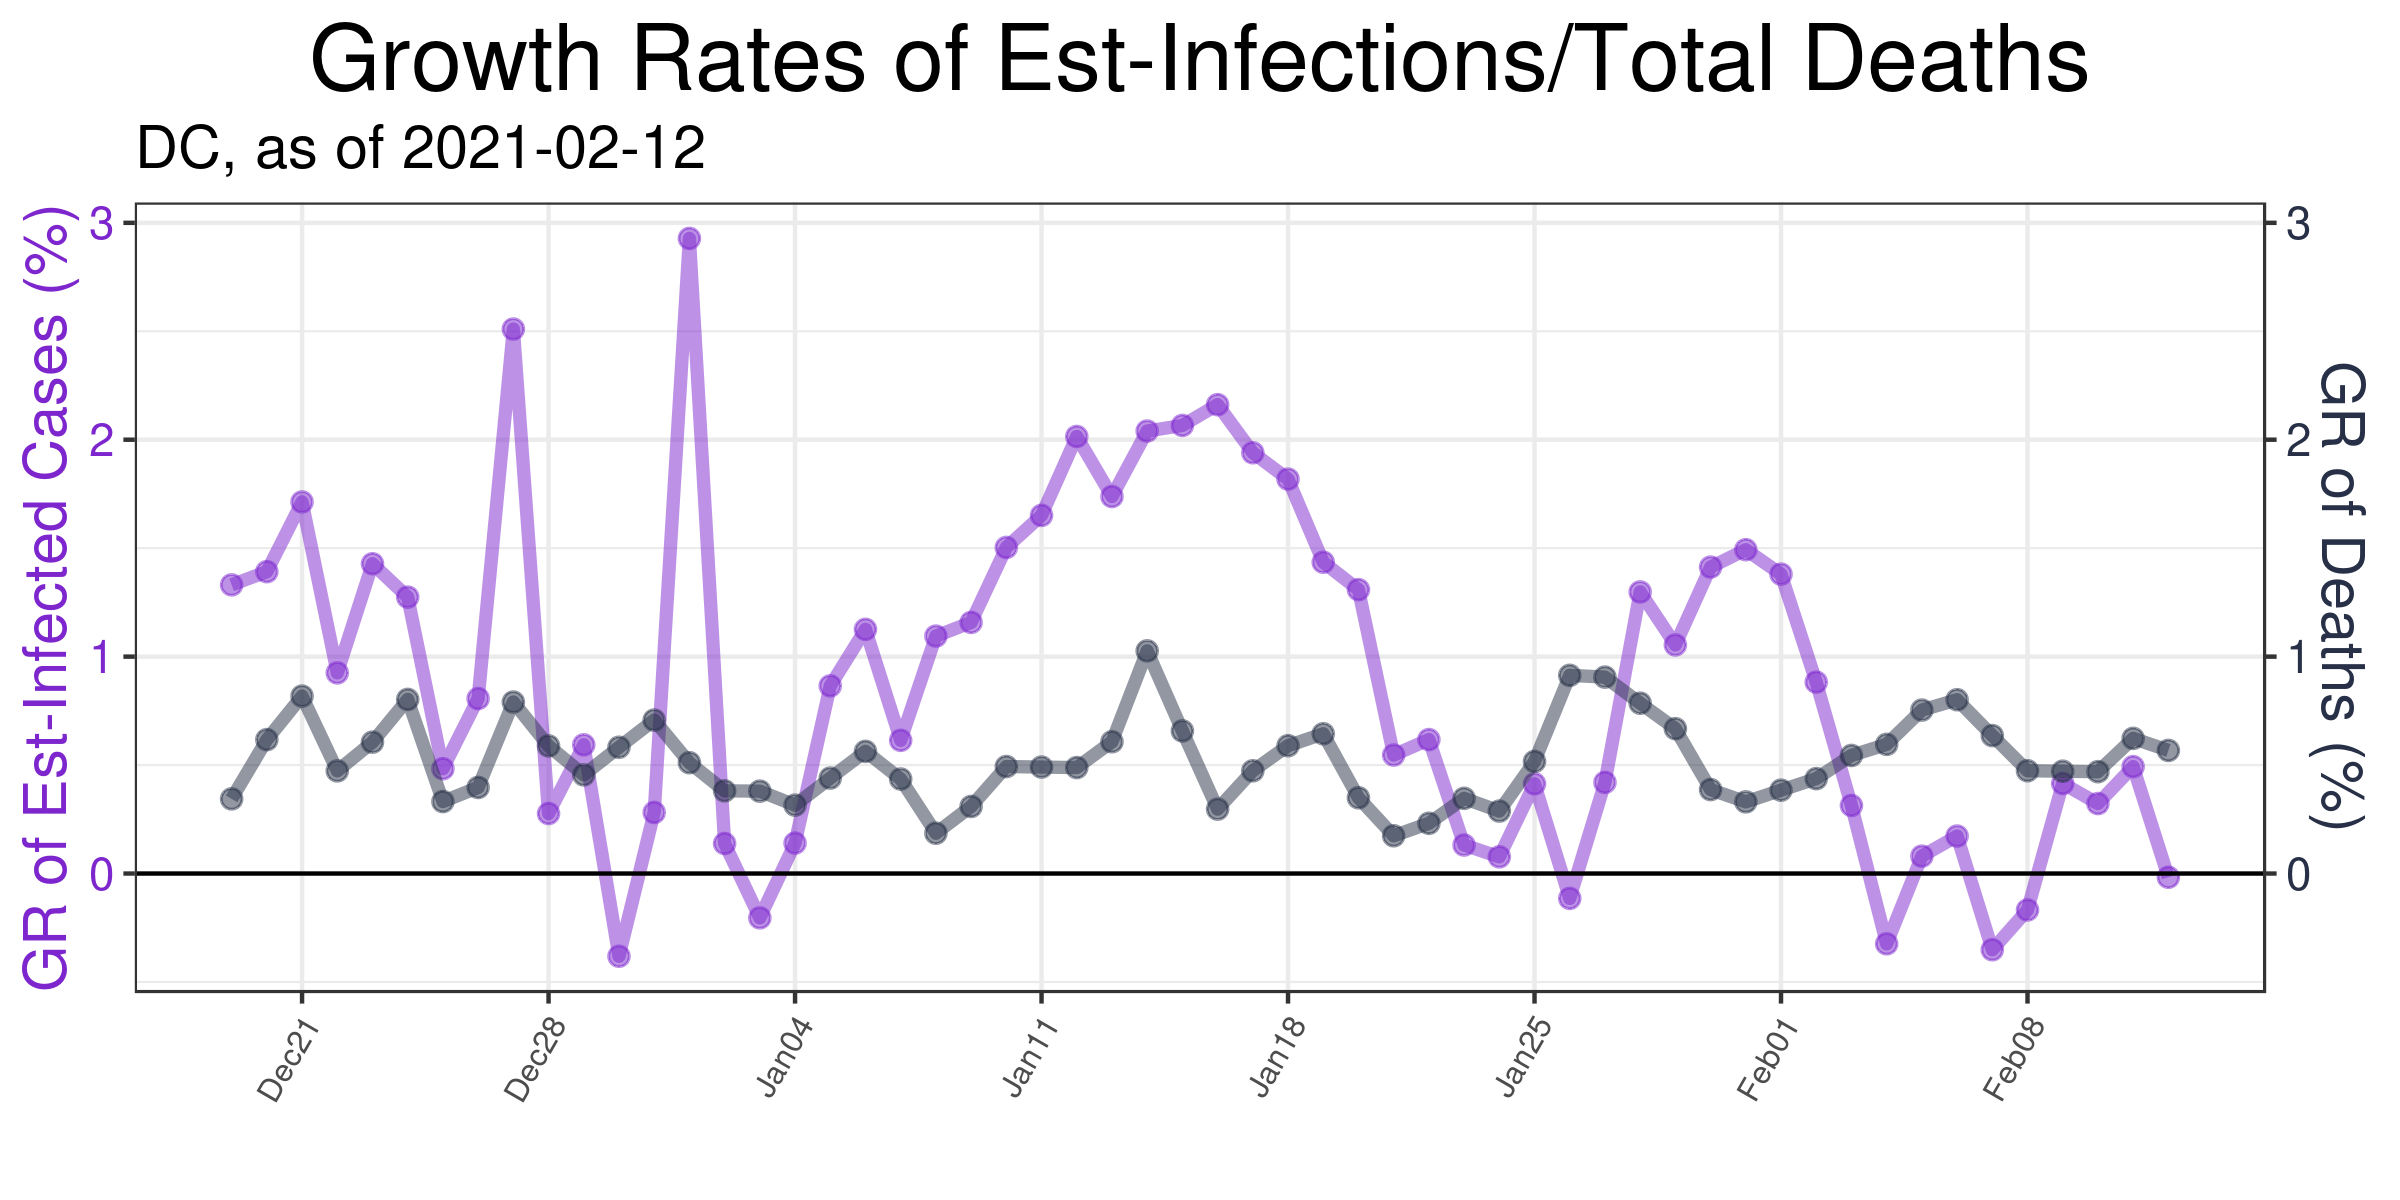 Growth Rates of Est-Infections/Total Deaths
DC, as of 2021-02-12
GR of Est-Infected Cases (%)
3
2
1
0
3
2
1
0
GR of Deaths (%)
Dec21
Dec28
Jan04
Jan11
Jan18
Jan25
Feb01
Feb08